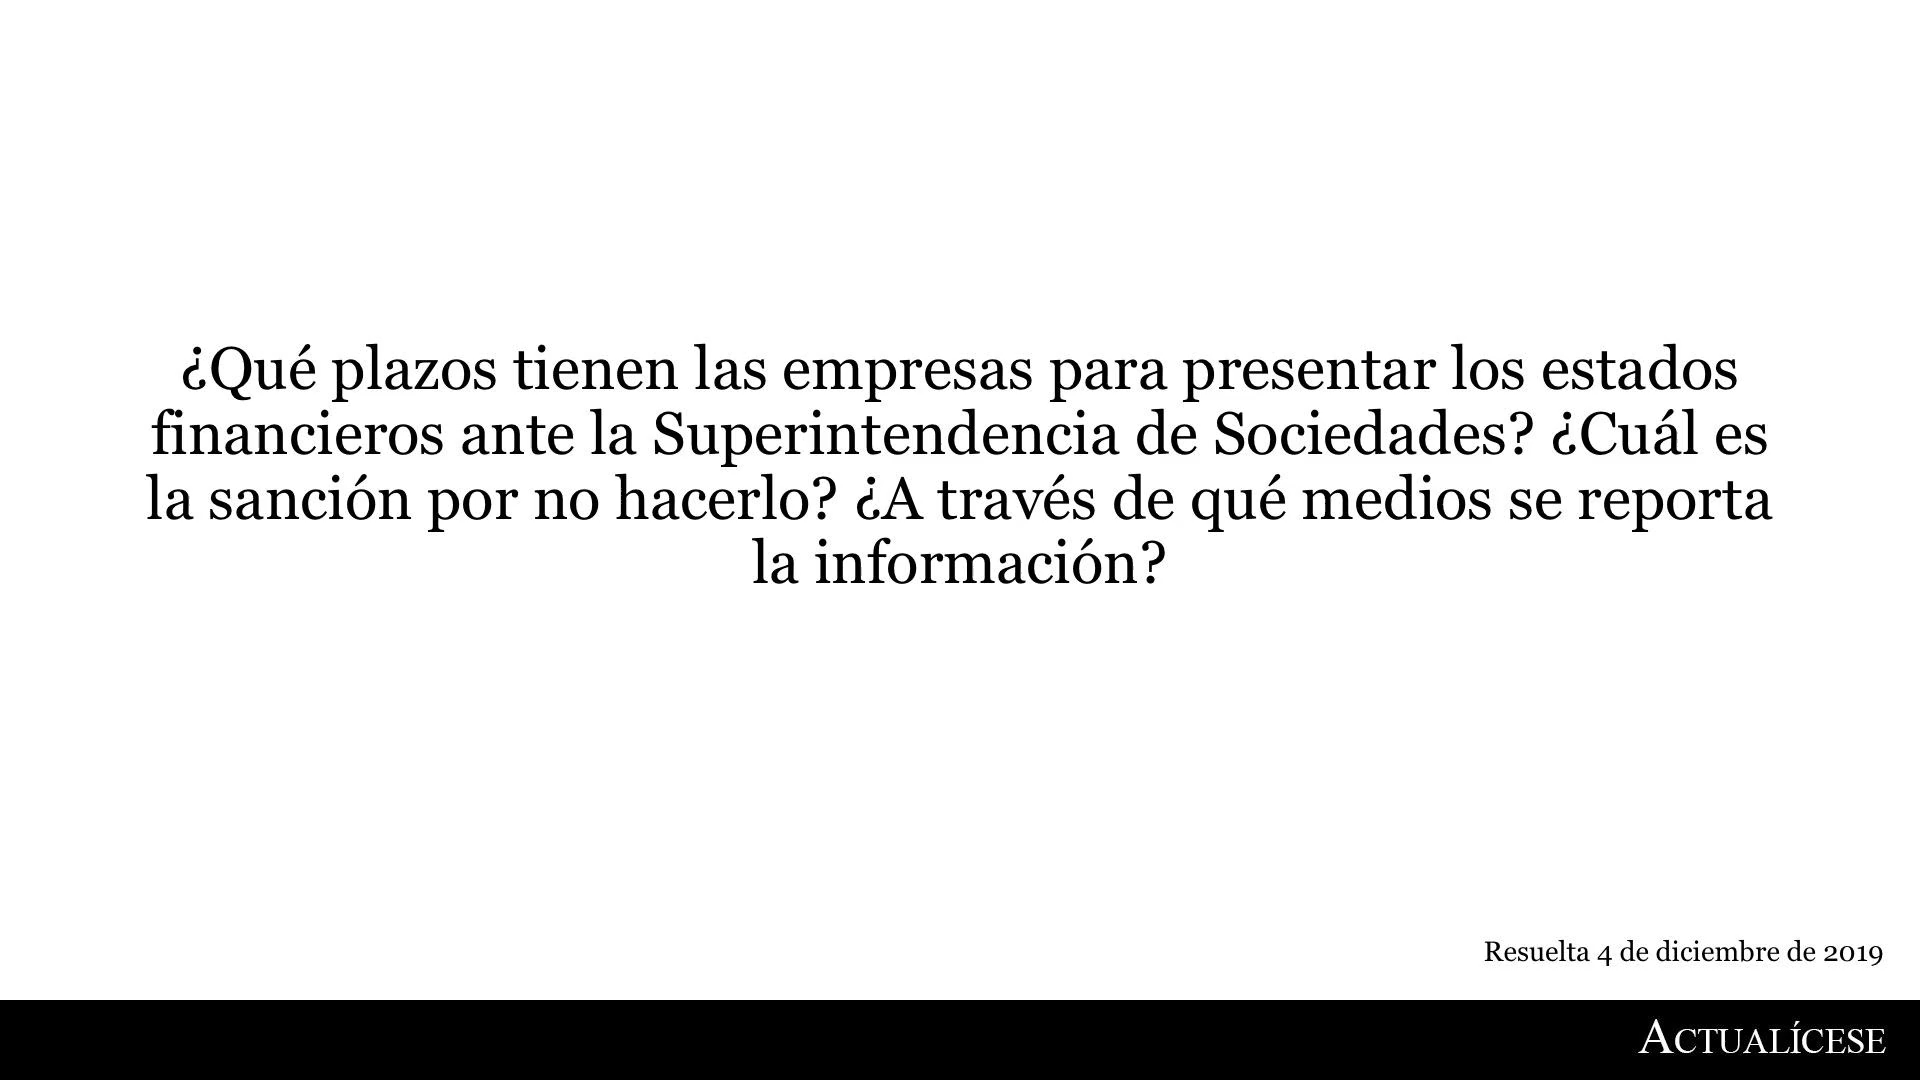 ¿Qué plazos tienen las empresas para presentar los estados
financieros ante la Superintendencia de Sociedades? ¿Cuál es
la sanción por no hacerlo? ¿A través de qué medios se reporta
la información?
Resuelta 4 de diciembre de 2019
ACTUALÍCESE